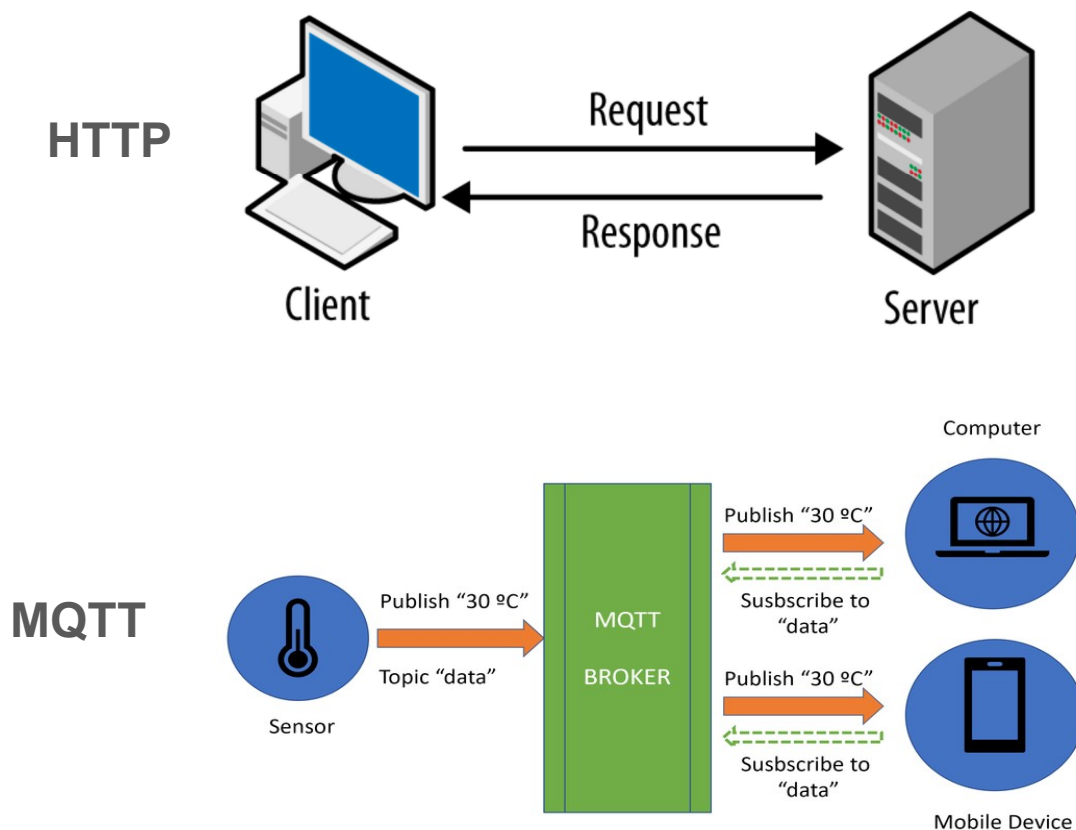 HTTP
Request
Response
Client
Server
MQTT
Computer
Publish “30 ºC”
Susbscribe to
“data”
Publish “30 ºC”
Topic “data”
Sensor
MQTT
BROKER
Publish “30 ºC”
Susbscribe to
“data”
Mobile Device